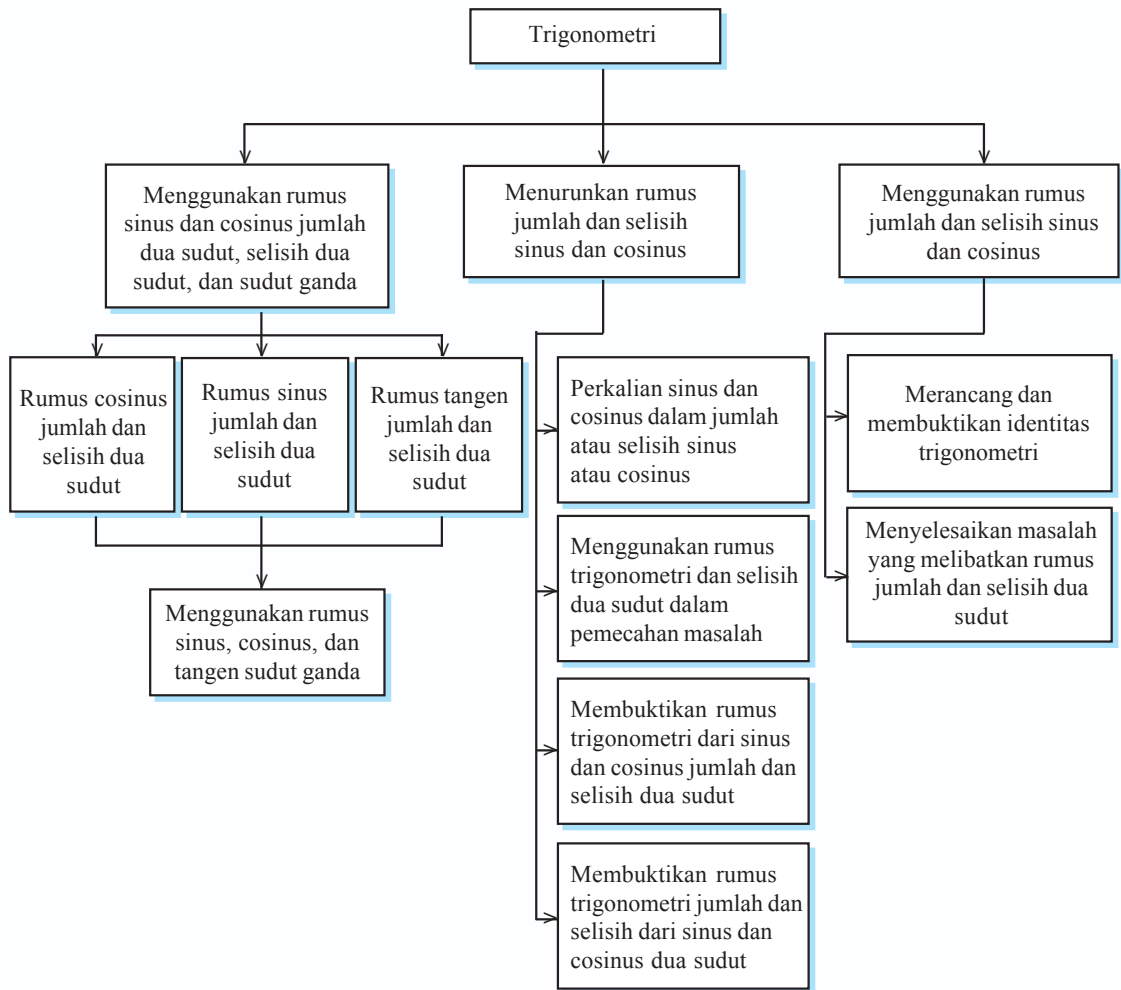 Trigonometri
Menggunakan rumus
sinus dan cosinus jumlah
dua sudut, selisih dua
sudut, dan sudut ganda
Menurunkan rumus
jumlah dan selisih
sinus dan cosinus
Menggunakan rumus
jumlah dan selisih sinus
dan cosinus
Rumus cosinus
jumlah dan
selisih dua
sudut
Rumus sinus
jumlah dan
selisih dua
sudut
Rumus tangen
jumlah dan
selisih dua
sudut
Menggunakan rumus
sinus, cosinus, dan
tangen sudut ganda
Perkalian sinus dan
cosinus dalam jumlah
atau selisih sinus
atau cosinus
Menggunakan rumus
trigonometri dan selisih
dua sudut dalam
pemecahan masalah
Membuktikan rumus
trigonometri dari sinus
dan cosinus jumlah dan
selisih dua sudut
Membuktikan rumus
trigonometri jumlah dan
selisih dari sinus dan
cosinus dua sudut
Merancang dan
membuktikan identitas
trigonometri
Menyelesaikan masalah
yang melibatkan rumus
jumlah dan selisih dua
sudut